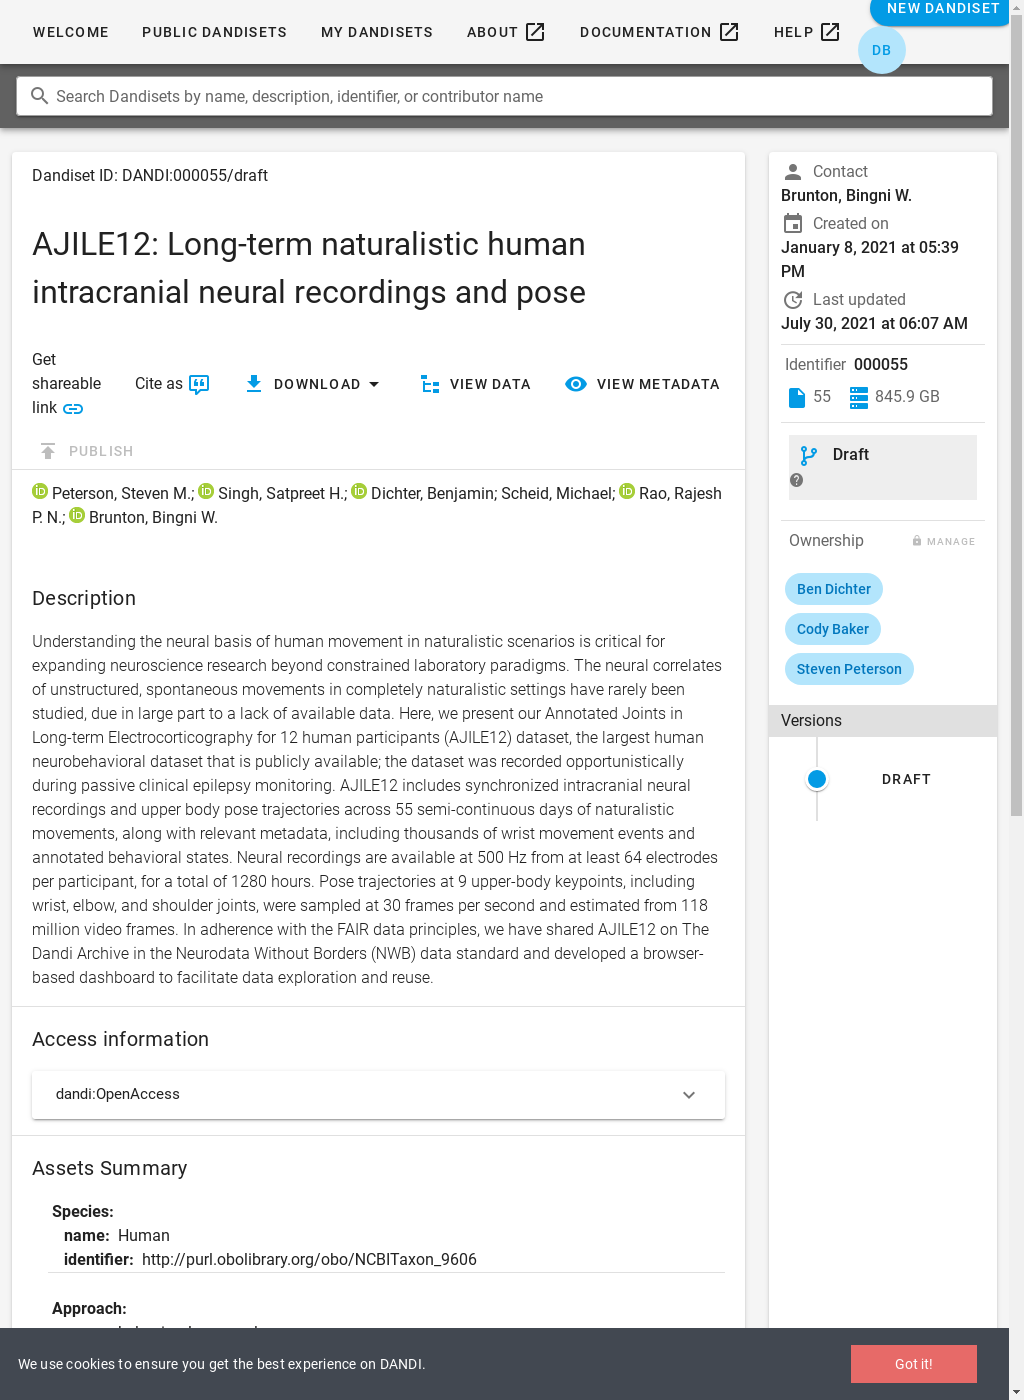 WELCOME
PUBLIC DANDISETS
MY DANDISETS
ABOUT
DOCUMENTATION
HELP
NEW DANDISET
DB
Search Dandisets by name, description, identifier, or contributor name
Dandiset ID: DANDI:000055/draft
AJILE12: Long-term naturalistic human
intracranial neural recordings and pose
Get
shareable
link
Cite as
DOWNLOAD
VIEW DATA
VIEW METADATA
PUBLISH
Peterson, Steven M.; Singh, Satpreet H.; Dichter, Benjamin; Scheid, Michael; Rao, Rajesh
P. N.; Brunton, Bingni W.
Description
Understanding the neural basis of human movement in naturalistic scenarios is critical for
expanding neuroscience research beyond constrained laboratory paradigms. The neural correlates
of unstructured, spontaneous movements in completely naturalistic settings have rarely been
studied, due in large part to a lack of available data. Here, we present our Annotated Joints in
Long-term Electrocorticography for 12 human participants (AJILE12) dataset, the largest human
neurobehavioral dataset that is publicly available; the dataset was recorded opportunistically
during passive clinical epilepsy monitoring. AJILE12 includes synchronized intracranial neural
recordings and upper body pose trajectories across 55 semi-continuous days of naturalistic
movements, along with relevant metadata, including thousands of wrist movement events and
annotated behavioral states. Neural recordings are available at 500 Hz from at least 64 electrodes
per participant, for a total of 1280 hours. Pose trajectories at 9 upper-body keypoints, including
wrist, elbow, and shoulder joints, were sampled at 30 frames per second and estimated from 118
million video frames. In adherence with the FAIR data principles, we have shared AJILE12 on The
Dandi Archive in the Neurodata Without Borders (NWB) data standard and developed a browser-
based dashboard to facilitate data exploration and reuse.
Access information
dandi:OpenAccess
Assets Summary
Species:
name: Human
identifier: http://purl.obolibrary.org/obo/NCBITaxon_9606
Approach:
Contact
Brunton, Bingni W.
Created on
January 8, 2021 at 05:39
PM
Last updated
July 30, 2021 at 06:07 AM
Identifier 000055
55
845.9 GB
Draft
Ownership
MANAGE
Ben Dichter
Cody Baker
Steven Peterson
Versions
DRAFT
We use cookies to ensure you get the best experience on DANDI.
Got it!